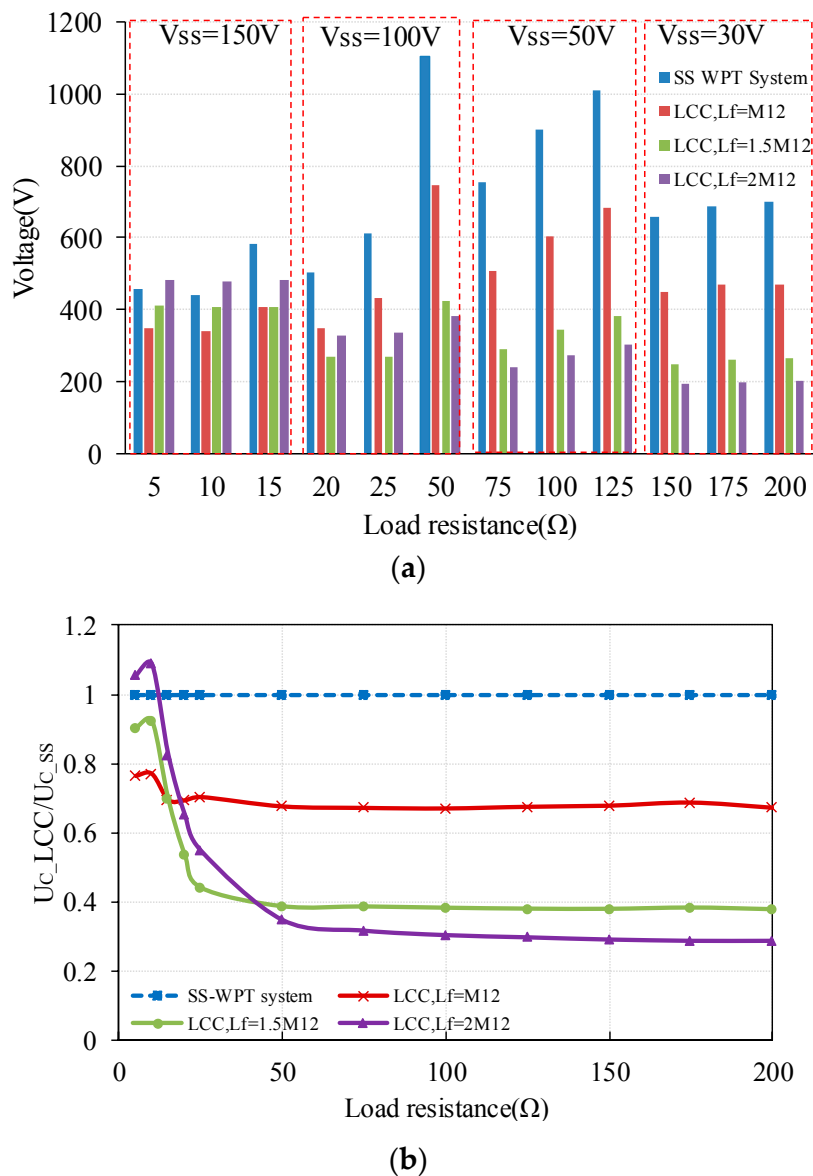 1200
1000
800
600
400
200
0
Voltage(V)
Vss=150V
Vss=100V
Vss=50V
Vss=30V
SS WPT System
LCC,Lf=M12
LCC,Lf=1.5M12
LCC,Lf=2M12
5 10 15 20 25 50 75 100 125 150 175 200
Load resistance(Ω)
(a)
1.2
1
0.8
0.6
0.4
0.2
0
Uc_LCC/Uc_ss
SS-WPT system
LCC,Lf=M12
LCC,Lf=1.5M12
LCC,Lf=2M12
0 50 100 150 200
Load resistance(Ω)
(b)